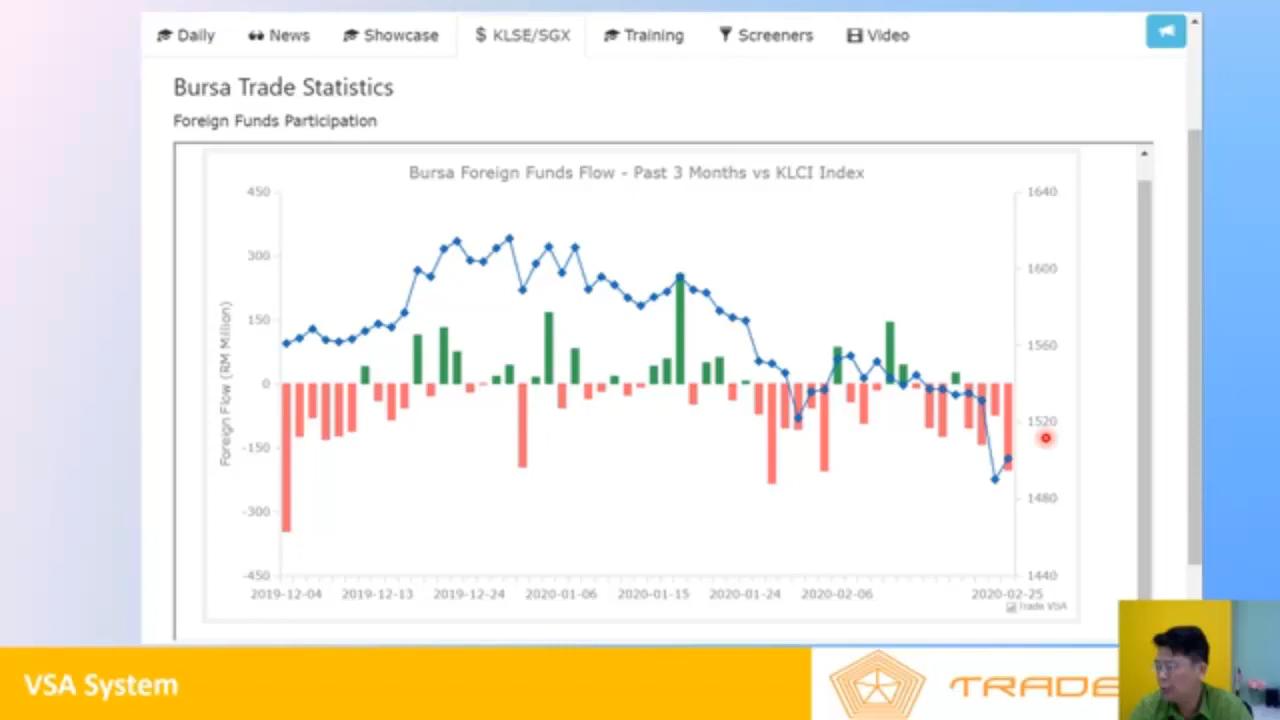 Daily News Showcase $ KLSE/SGX Training Screeners Video
Bursa Trade Statistics
Foreign Funds Participation
Bursa Foreign Funds Flow - Past 3 Months vs KLCI Index
Foreign Flow (RM Million)
450
300
150
0
-150
-300
-450
1640
1600
1560
1520
1480
1440
2019-12-04 2019-12-13 2019-12-24 2020-01-06 2020-01-15 2020-01-24 2020-02-06 2020-02-25
Trade VSA
VSA System
TRADE